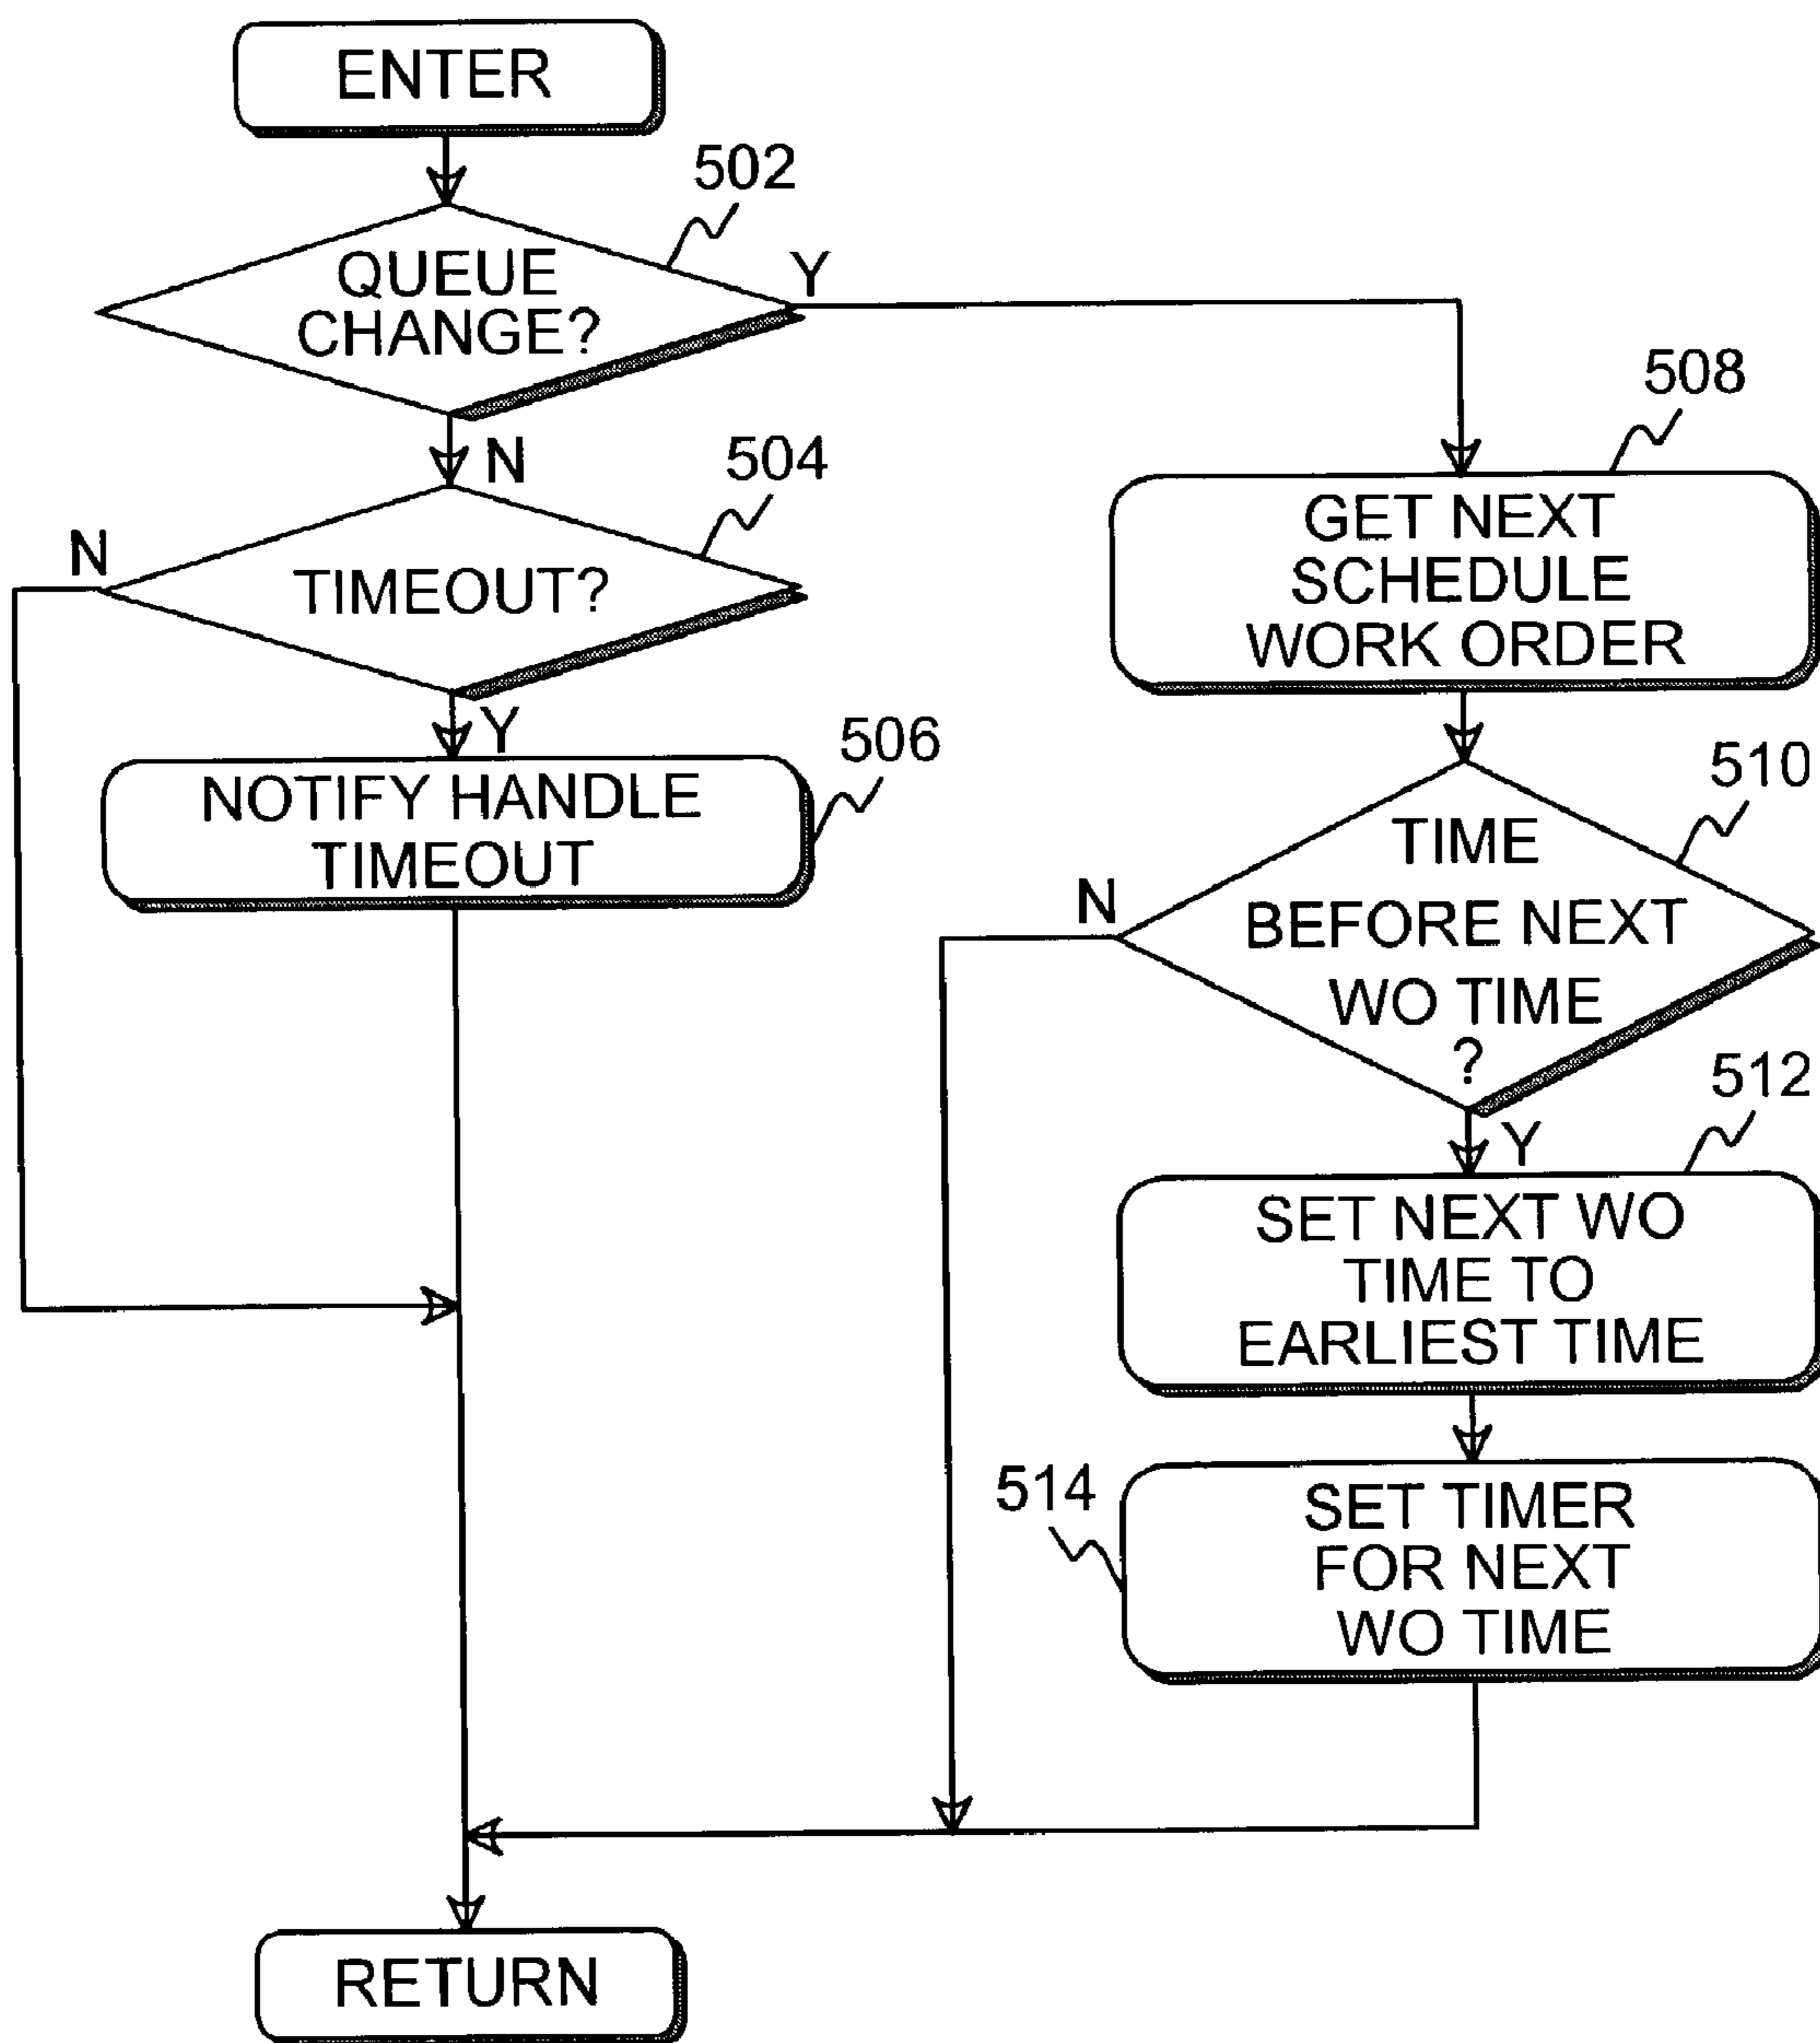 ENTER
502
QUEUE
CHANGE?
Y
N
504
N
TIMEOUT?
Y
506
NOTIFY HANDLE
TIMEOUT
508
GET NEXT
SCHEDULE
WORK ORDER
510
TIME
BEFORE NEXT
WO TIME
?
N
Y
512
SET NEXT WO
TIME TO
EARLIEST TIME
514
SET TIMER
FOR NEXT
WO TIME
RETURN